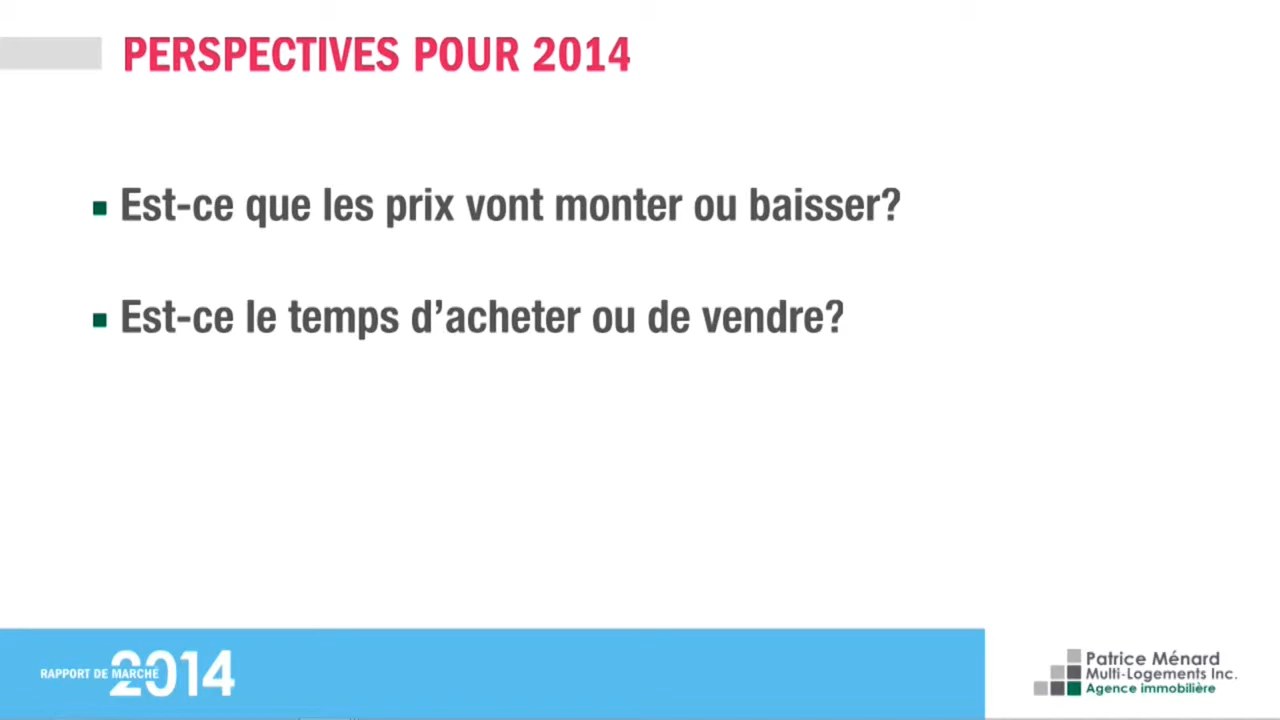 PERSPECTIVES POUR 2014
Est-ce que les prix vont monter ou baisser?
Est-ce le temps d’acheter ou de vendre?
RAPPORT DE MARCHÉ 2014
Patrice Ménard
Multi-Logements Inc.
Agence immobilière